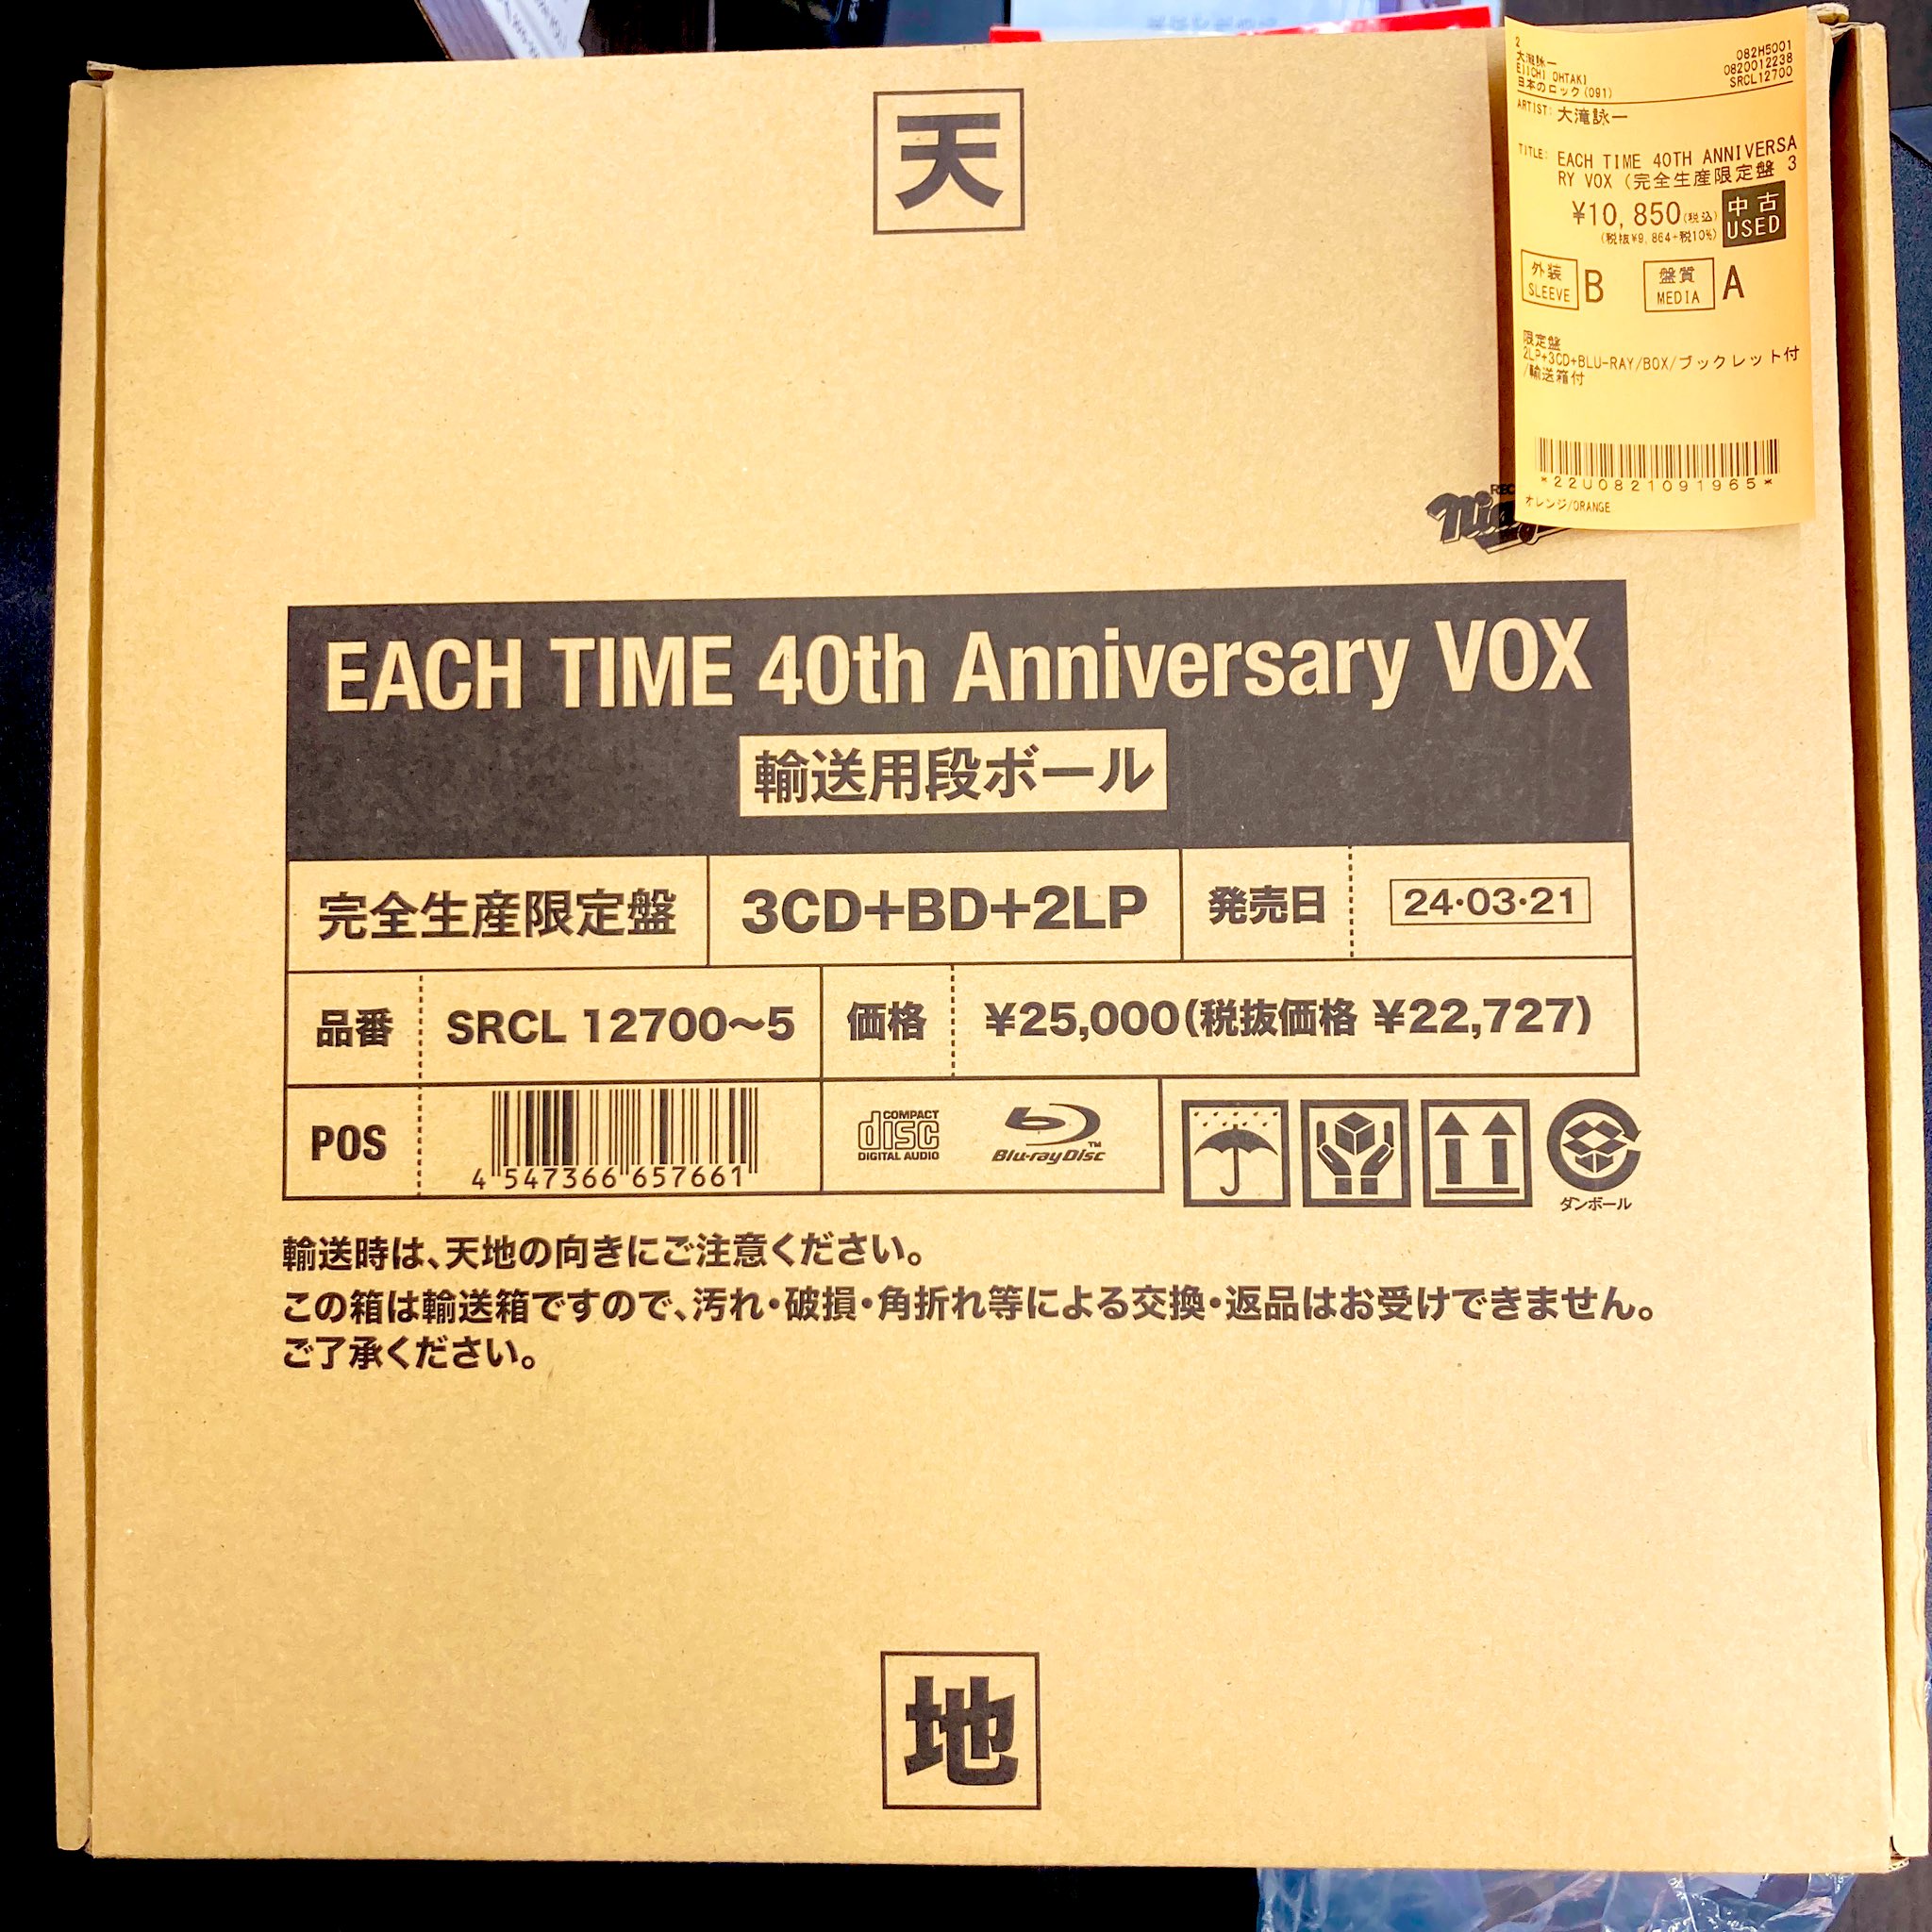 天
2
大滝詠一
EIICHI OHTAKI
日本のロック(091)
082H5001
0820012238
SRCL12700
ARTIST: 大滝詠一
TITLE: EACH TIME 40TH ANNIVERSA
RY VOX (完全生産限定盤 3
¥10,850(税込)
(税抜¥9,864+税10%)
中古
USED
外装
SLEEVE
B
盤質
MEDIA
A
限定盤
2LP+3CD+BLU-RAY/BOX/ブックレット付
/輸送箱付
*22U0821091965*
オレンジ/ORANGE
EACH TIME 40th Anniversary VOX
輸送用段ボール
完全生産限定盤 3CD+BD+2LP 発売日 24・03・21
品番 SRCL 12700〜5 価格 ¥25,000(税抜価格 ¥22,727)
POS
4 547366 657661
COMPACT
disc
DIGITAL AUDIO
Blu-ray Disc™
ダンボール
輸送時は、天地の向きにご注意ください。
この箱は輸送箱ですので、汚れ・破損・角折れ等による交換・返品はお受けできません。
ご了承ください。
地